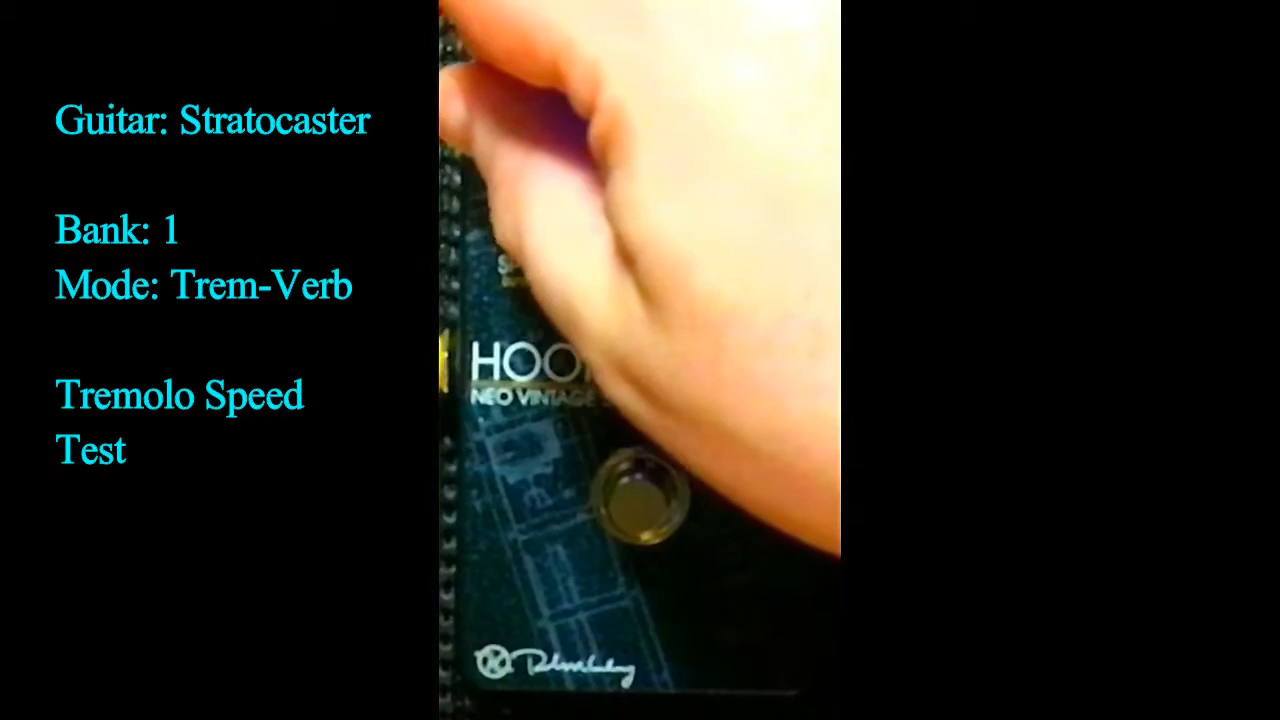 Guitar: Stratocaster
Bank: 1
Mode: Trem-Verb
Tremolo Speed
Test
HOO
NEO VINTAGE